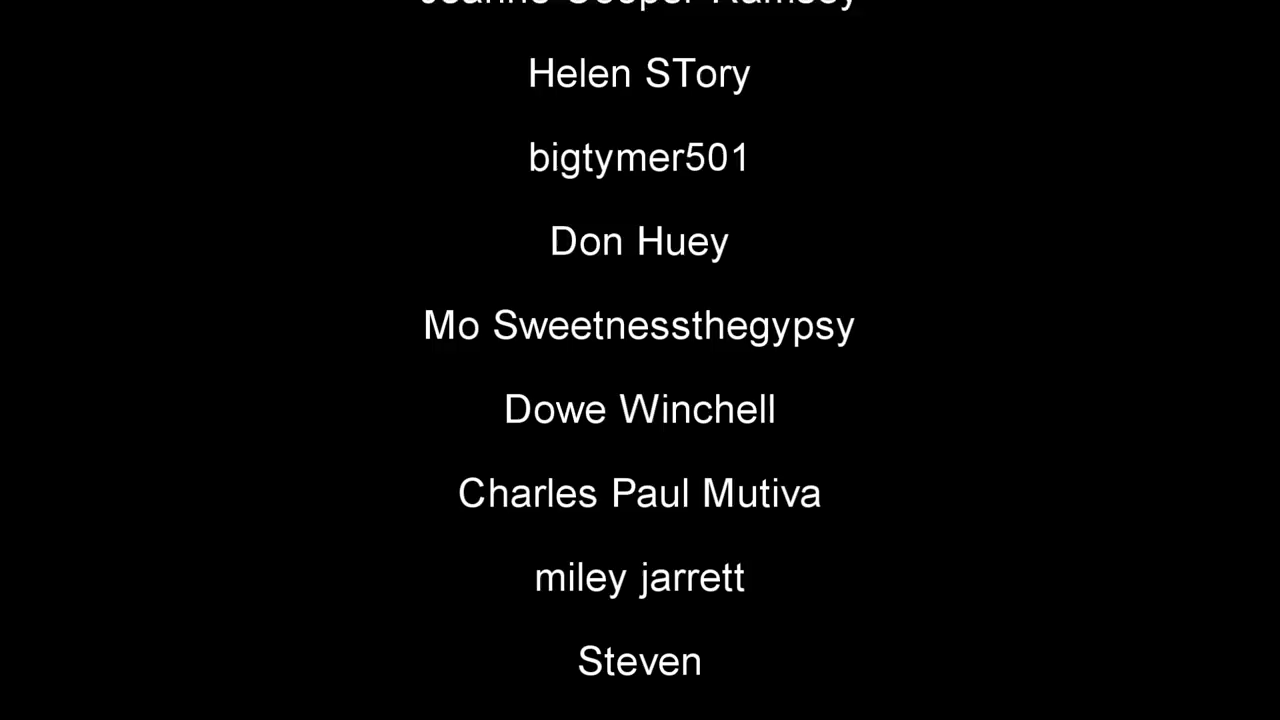 Helen STory
bigtymer501
Don Huey
Mo Sweetnessthegypsy
Dowe Winchell
Charles Paul Mutiva
miley jarrett
Steven